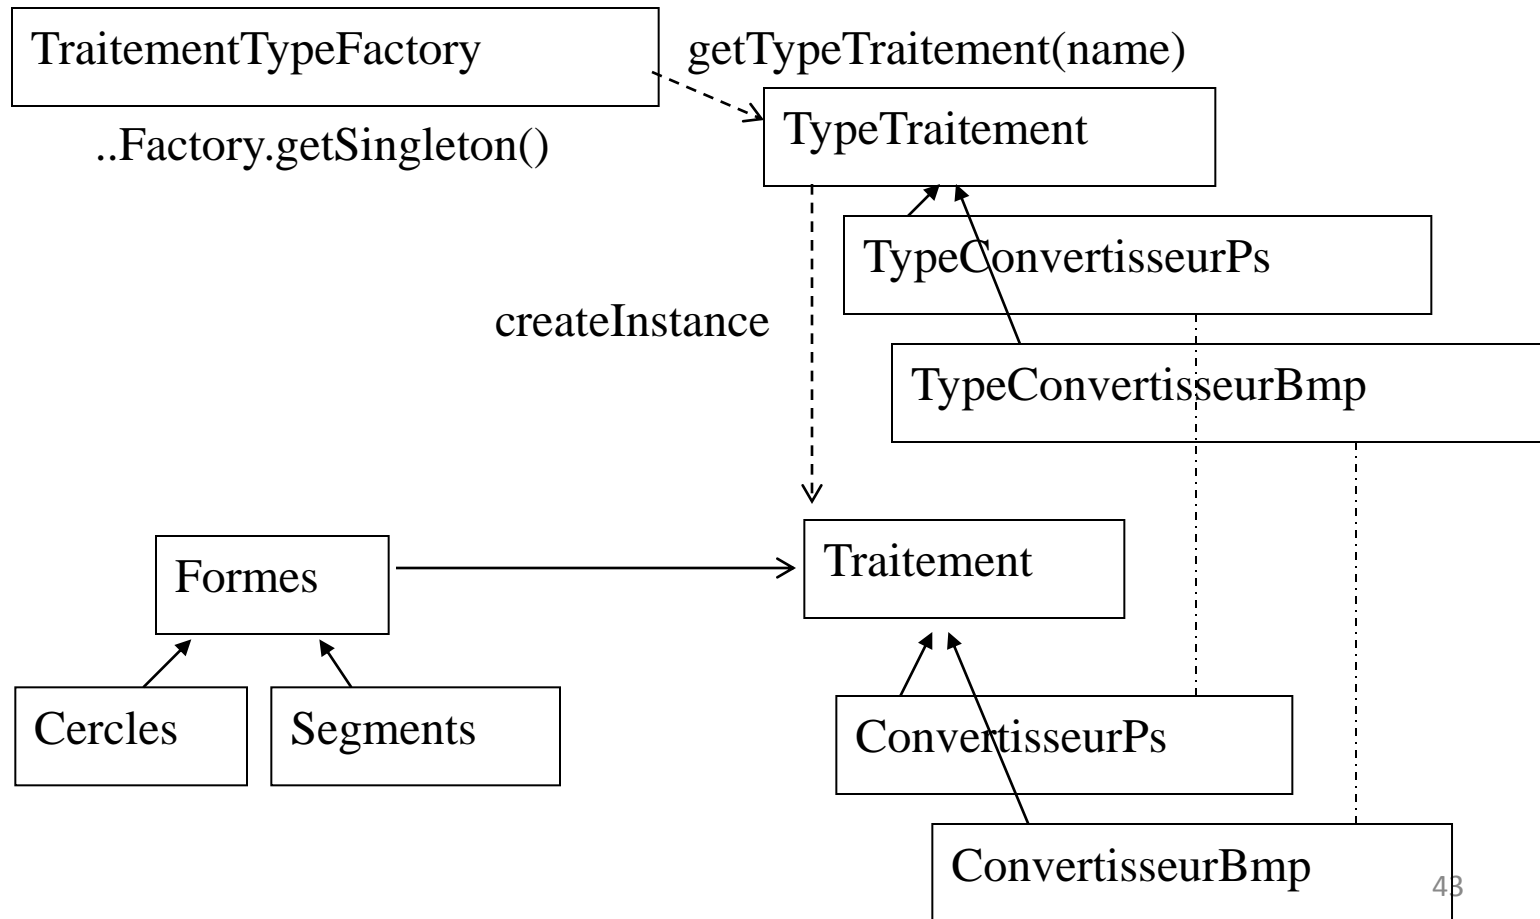 TraitementTypeFactory
getTypeTraitement(name)
TypeTraitement
..Factory.getSingleton()
TypeConvertisseurPs
createInstance
TypeConvertisseurBmp
Traitement
Formes
Cercles
Segments
ConvertisseurPs
ConvertisseurBmp
43